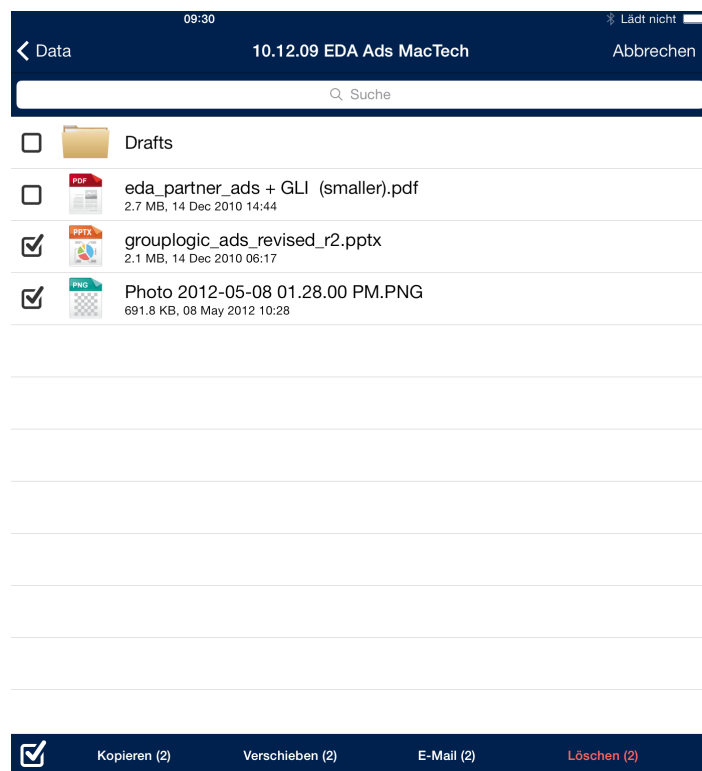 09:30
Lädt nicht
Data
10.12.09 EDA Ads MacTech
Abbrechen
Suche
Drafts
PDF
eda_partner_ads + GLI  (smaller).pdf
2.7 MB, 14 Dec 2010 14:44
PPTX
grouplogic_ads_revised_r2.pptx
2.1 MB, 14 Dec 2010 06:17
PNG
Photo 2012-05-08 01.28.00 PM.PNG
691.8 KB, 08 May 2012 10:28
Kopieren (2)
Verschieben (2)
E-Mail (2)
Löschen (2)